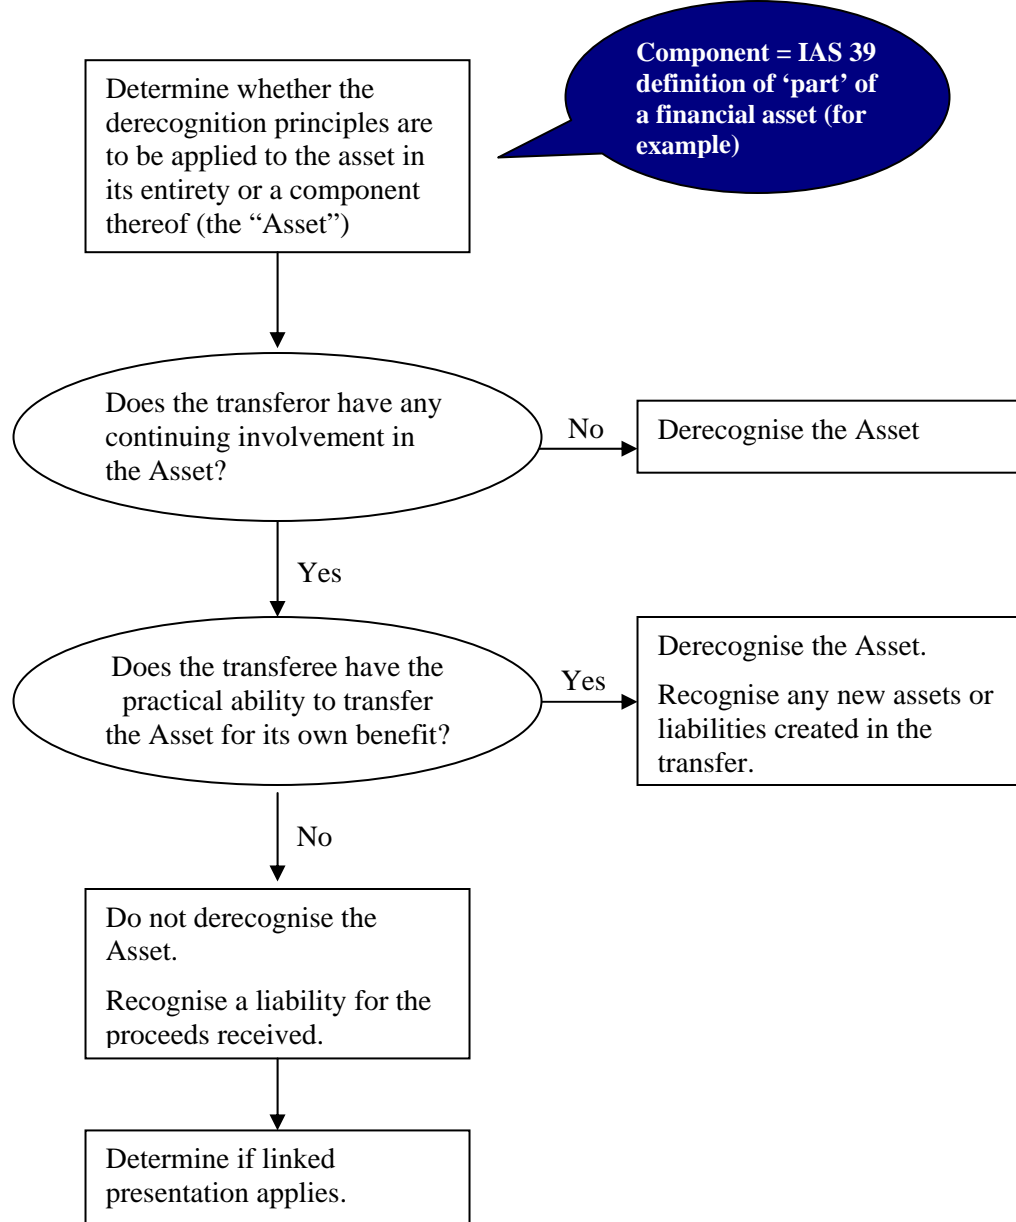 Component = IAS 39
definition of ‘part’ of
a financial asset (for
example)
Determine whether the
derecognition principles are
to be applied to the asset in
its entirety or a component
thereof (the “Asset”)
Does the transferor have any
continuing involvement in
the Asset?
No
Derecognise the Asset
Yes
Does the transferee have the
practical ability to transfer
the Asset for its own benefit?
Yes
Derecognise the Asset.
Recognise any new assets or
liabilities created in the
transfer.
No
Do not derecognise the
Asset.
Recognise a liability for the
proceeds received.
Determine if linked
presentation applies.